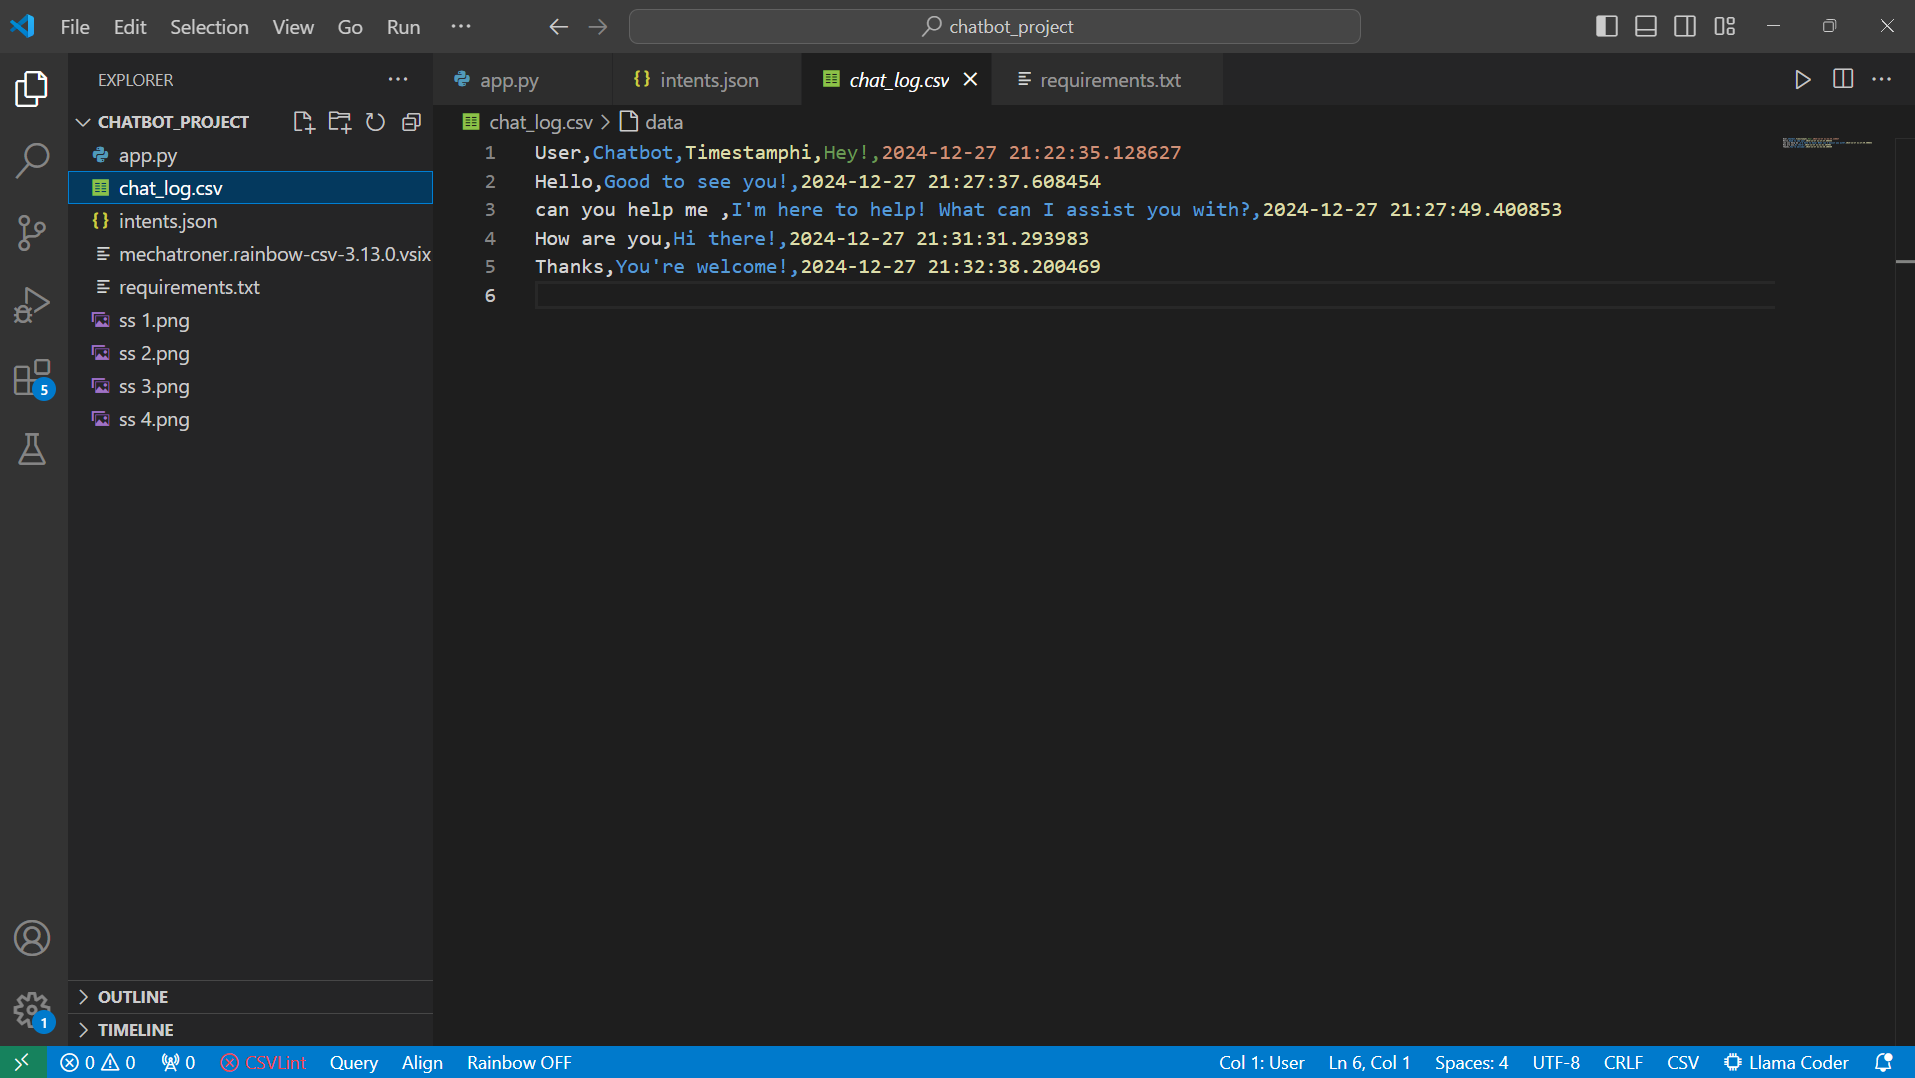 File Edit Selection View Go Run ···
chatbot_project
EXPLORER
CHATBOT_PROJECT
app.py
chat_log.csv
intents.json
mechatroner.rainbow-csv-3.13.0.vsix
requirements.txt
ss 1.png
ss 2.png
ss 3.png
ss 4.png
5
1
OUTLINE
TIMELINE
app.py intents.json chat_log.csv requirements.txt
chat_log.csv > data
1 User,Chatbot,Timestamphi,Hey!,2024-12-27 21:22:35.128627
2 Hello,Good to see you!,2024-12-27 21:27:37.608454
3 can you help me ,I'm here to help! What can I assist you with?,2024-12-27 21:27:49.400853
4 How are you,Hi there!,2024-12-27 21:31:31.293983
5 Thanks,You're welcome!,2024-12-27 21:32:38.200469
6
0 0 0 CSVLint Query Align Rainbow OFF Col 1: User Ln 6, Col 1 Spaces: 4 UTF-8 CRLF CSV Llama Coder